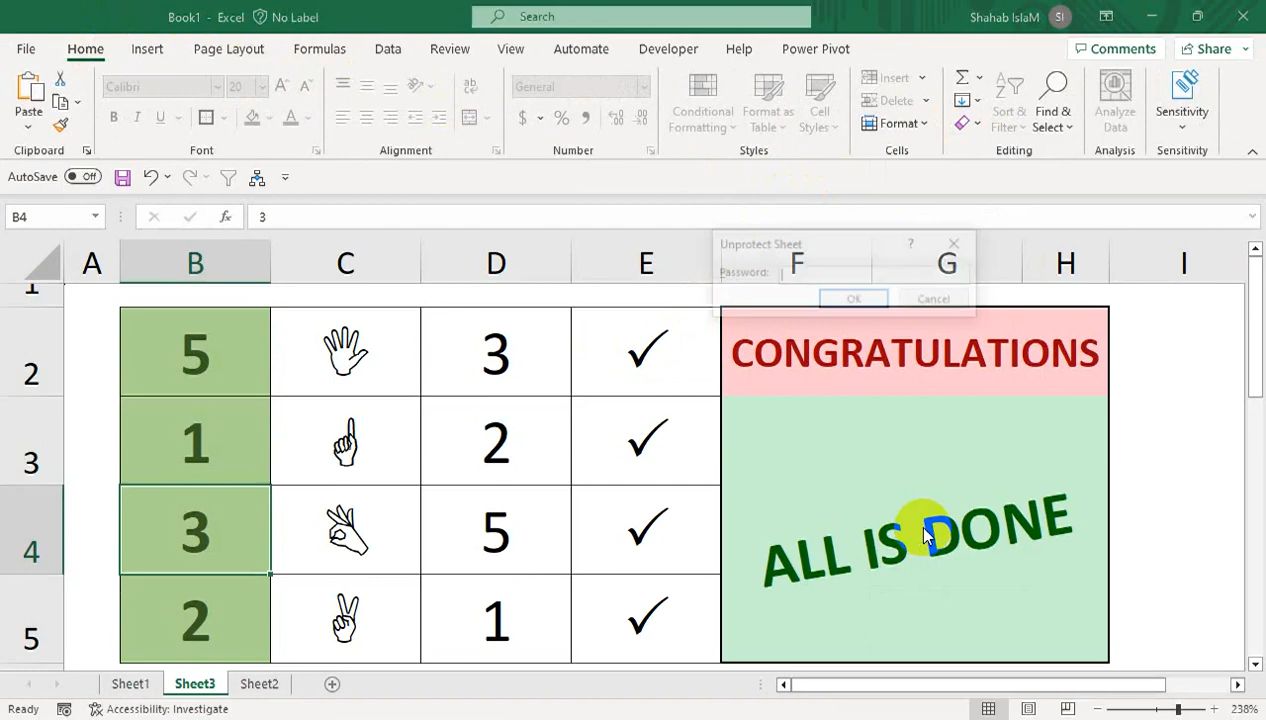 Book1 - Excel No Label Search Shahab IslaM SI
File Home Insert Page Layout Formulas Data Review View Automate Developer Help Power Pivot Comments Share
Paste Calibri 20 General Conditional Formatting Format as Table Cell Styles Insert Delete Format Sort & Filter Find & Select Analyze Data Sensitivity
Clipboard Font Alignment Number Styles Cells Editing Analysis Sensitivity
AutoSave Off
B4 fx 3
Unprotect Sheet ?
Password:
OK Cancel
A B C D E F G H I
1
2 5 3 ✓ CONGRATULATIONS
3 1 2 ✓
4 3 5 ✓ ALL IS DONE
5 2 1 ✓
Sheet1 Sheet3 Sheet2
Ready Accessibility: Investigate 238%